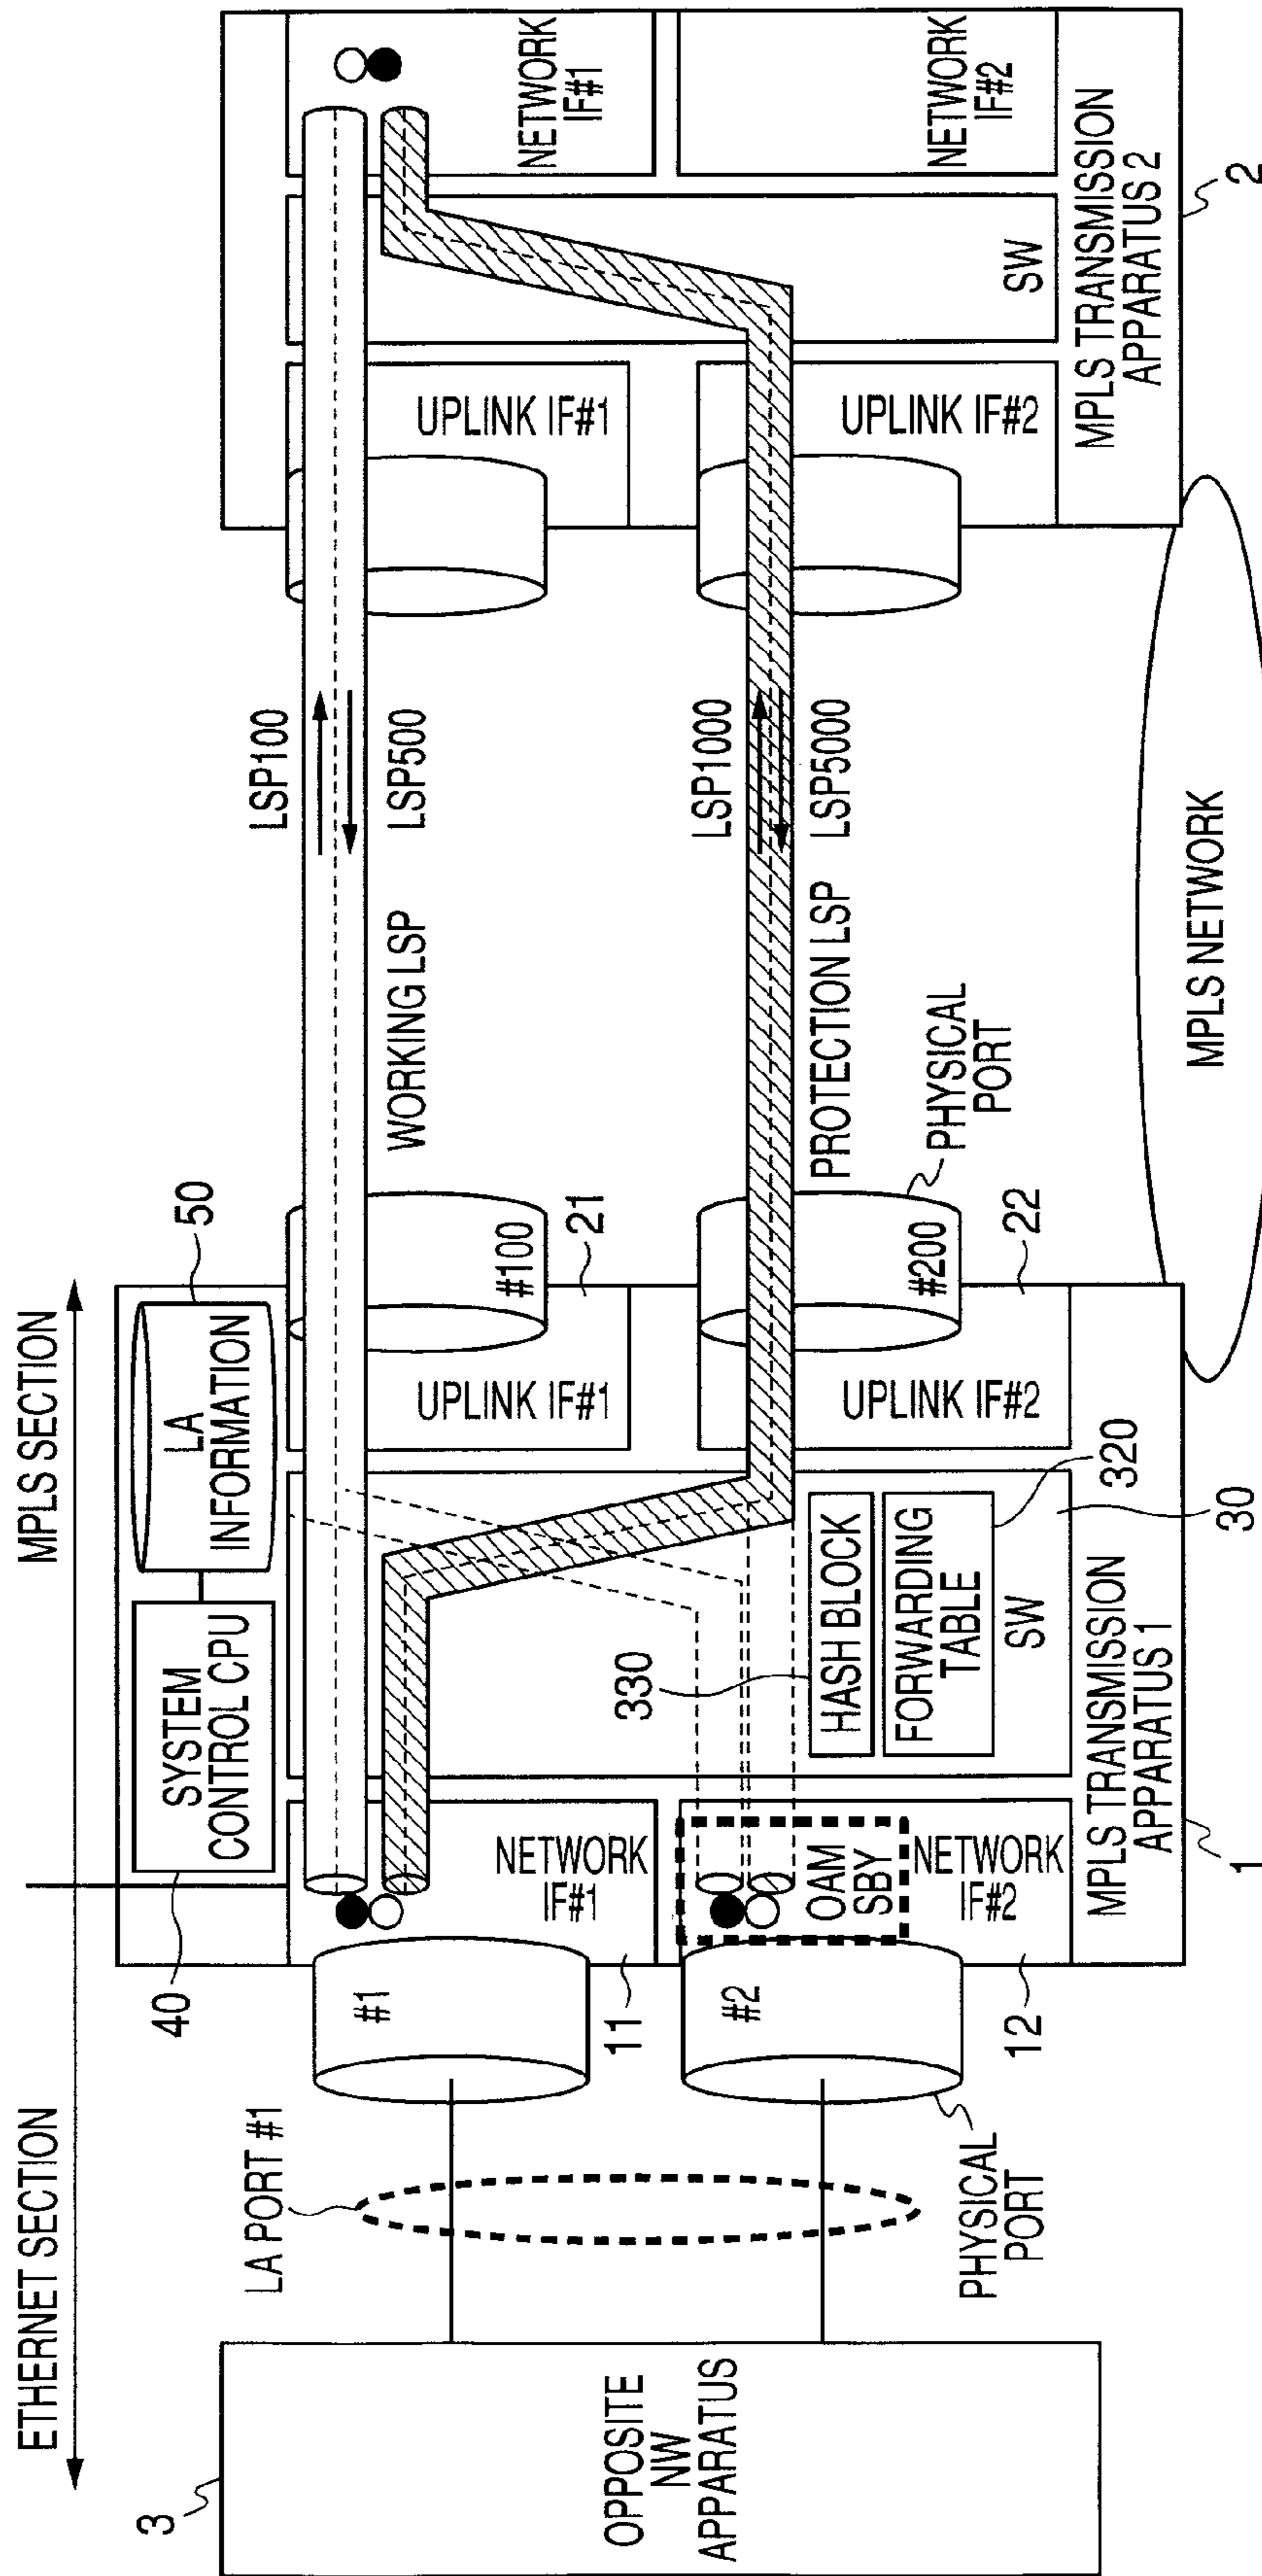 ETHERNET SECTION
MPLS SECTION
3
OPPOSITE
NW
APPARATUS
LA PORT #1
PHYSICAL
PORT
#1
#2
40
SYSTEM
CONTROL CPU
LA
INFORMATION
50
NETWORK
IF#1
11
OAM
SBY
NETWORK
IF#2
12
330
HASH BLOCK
FORWARDING
TABLE
320
SW
30
MPLS TRANSMISSION
APPARATUS 1
1
UPLINK IF#1
#100
21
UPLINK IF#2
#200
22
PHYSICAL
PORT
WORKING LSP
LSP100
LSP500
PROTECTION LSP
LSP1000
LSP5000
MPLS NETWORK
UPLINK IF#1
UPLINK IF#2
SW
NETWORK
IF#1
NETWORK
IF#2
MPLS TRANSMISSION
APPARATUS 2
2